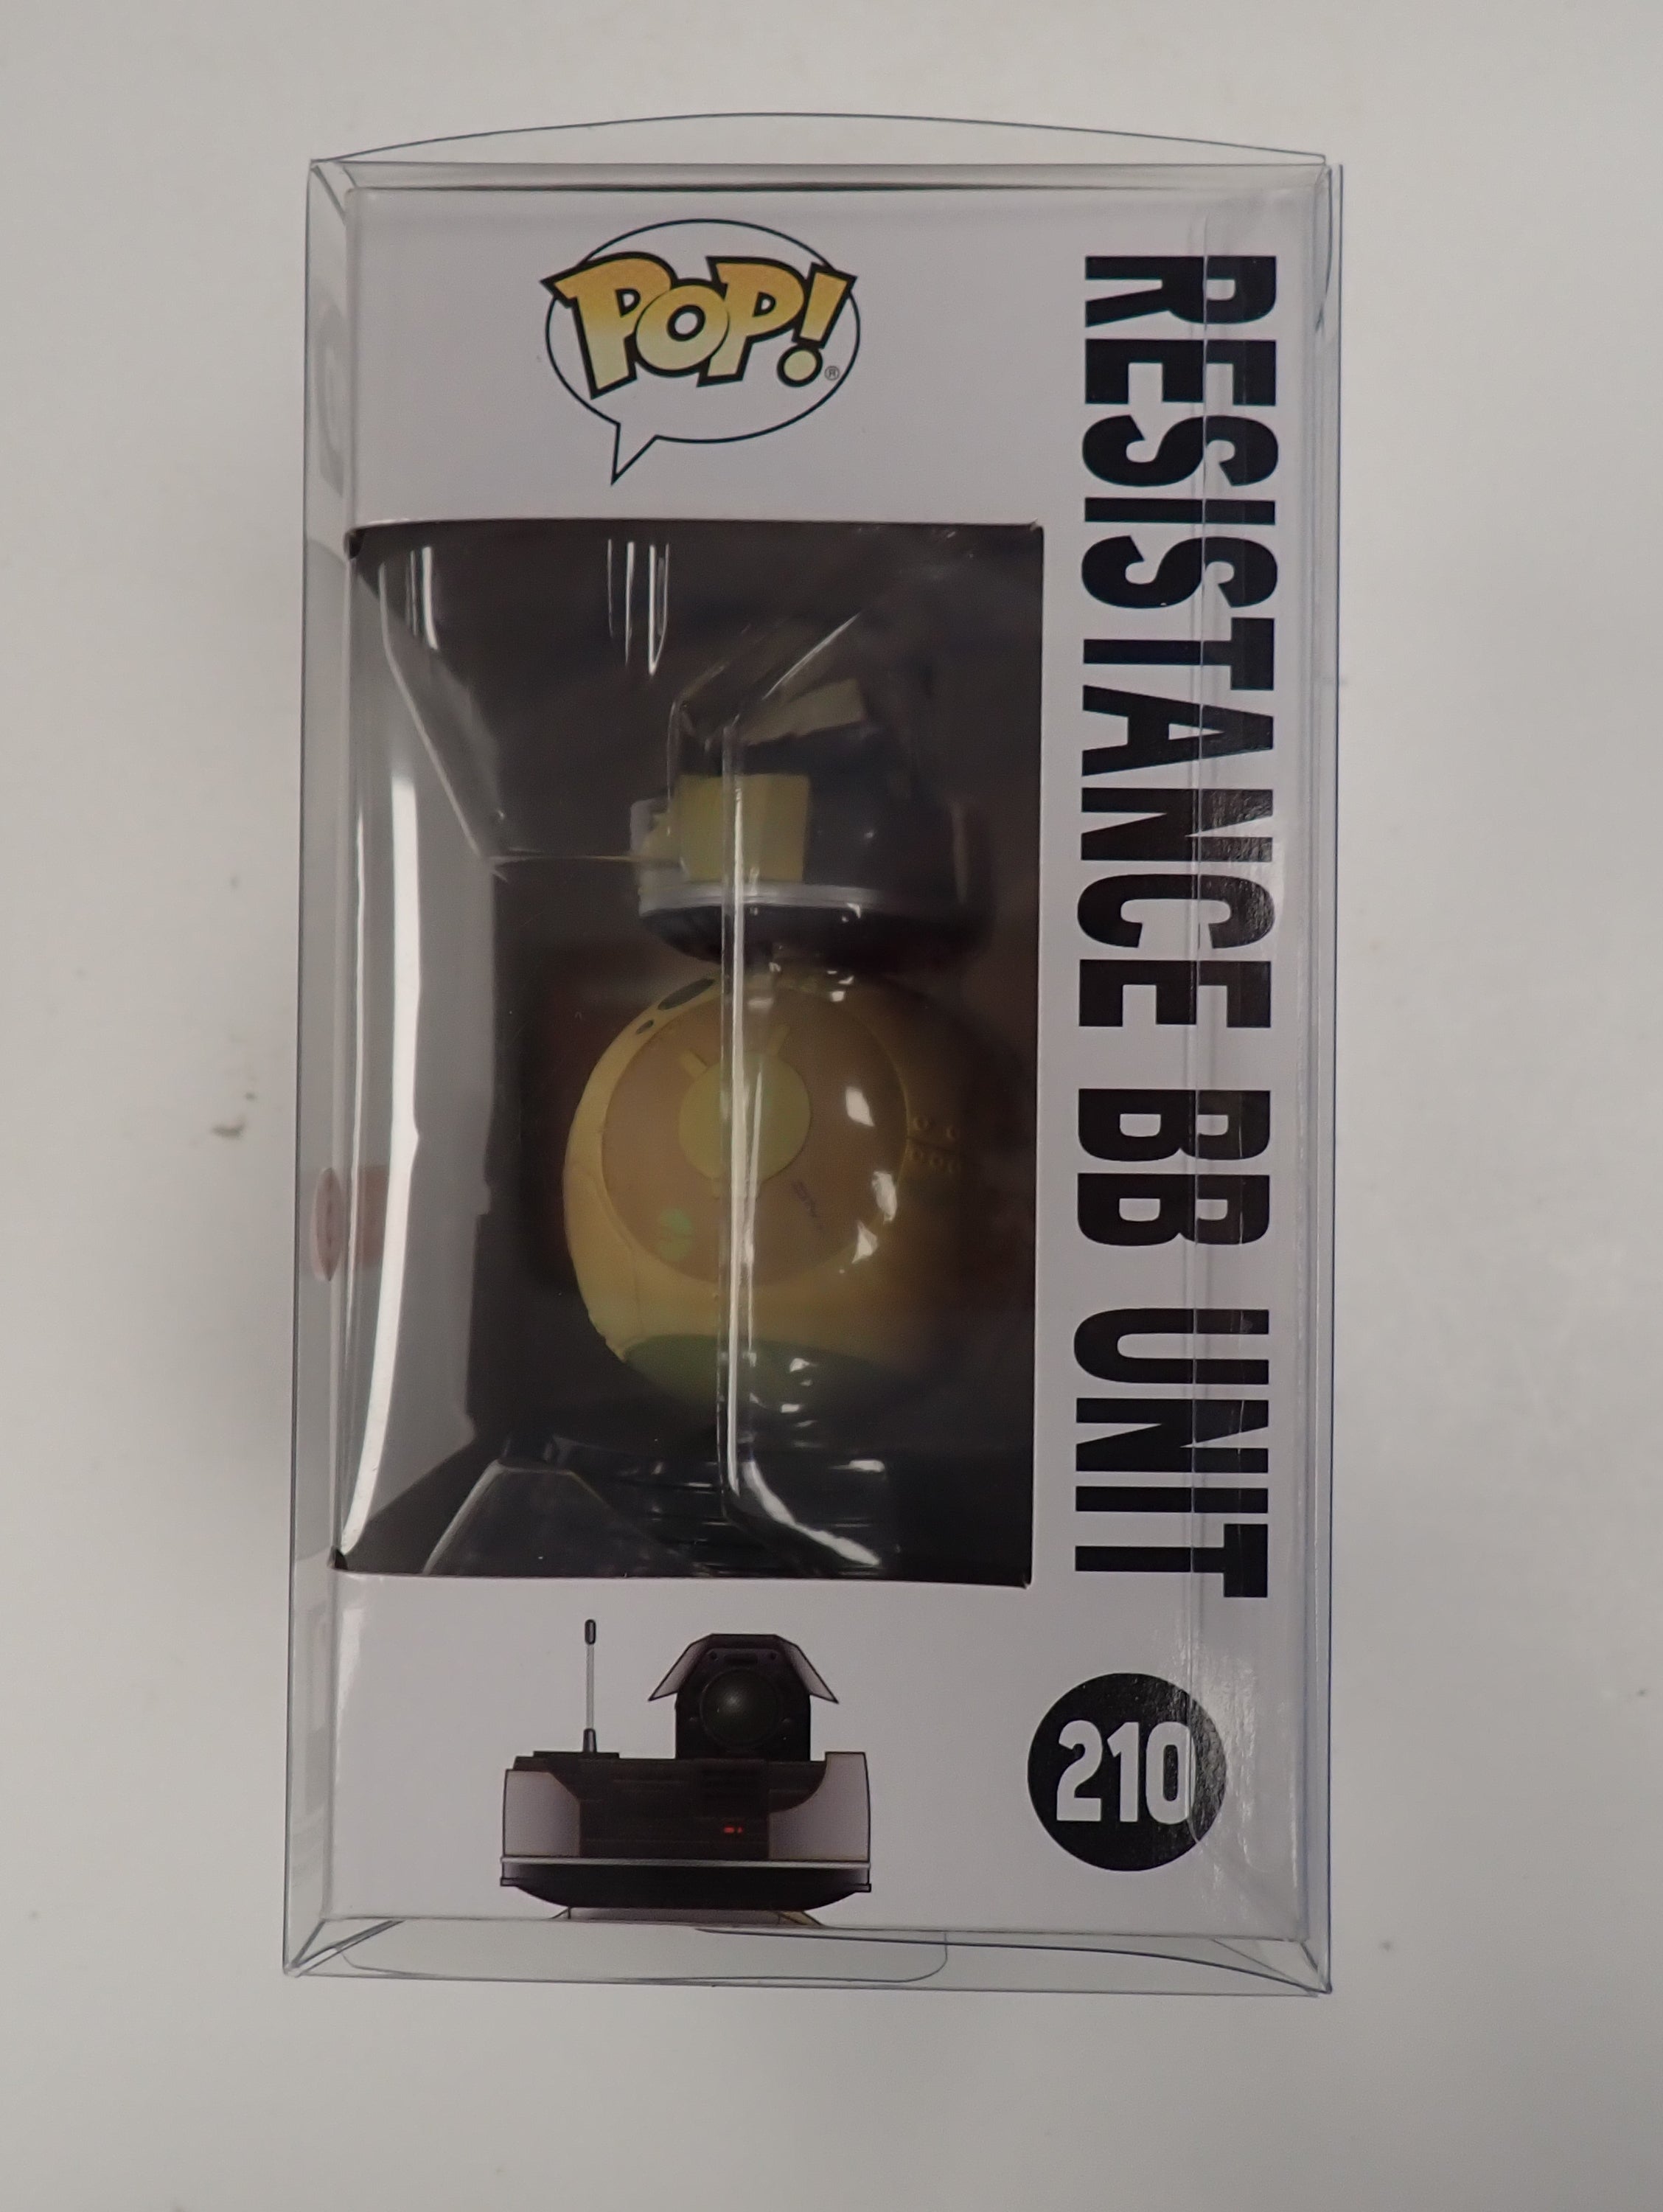 POP!®
RESISTANCE BB UNIT
210